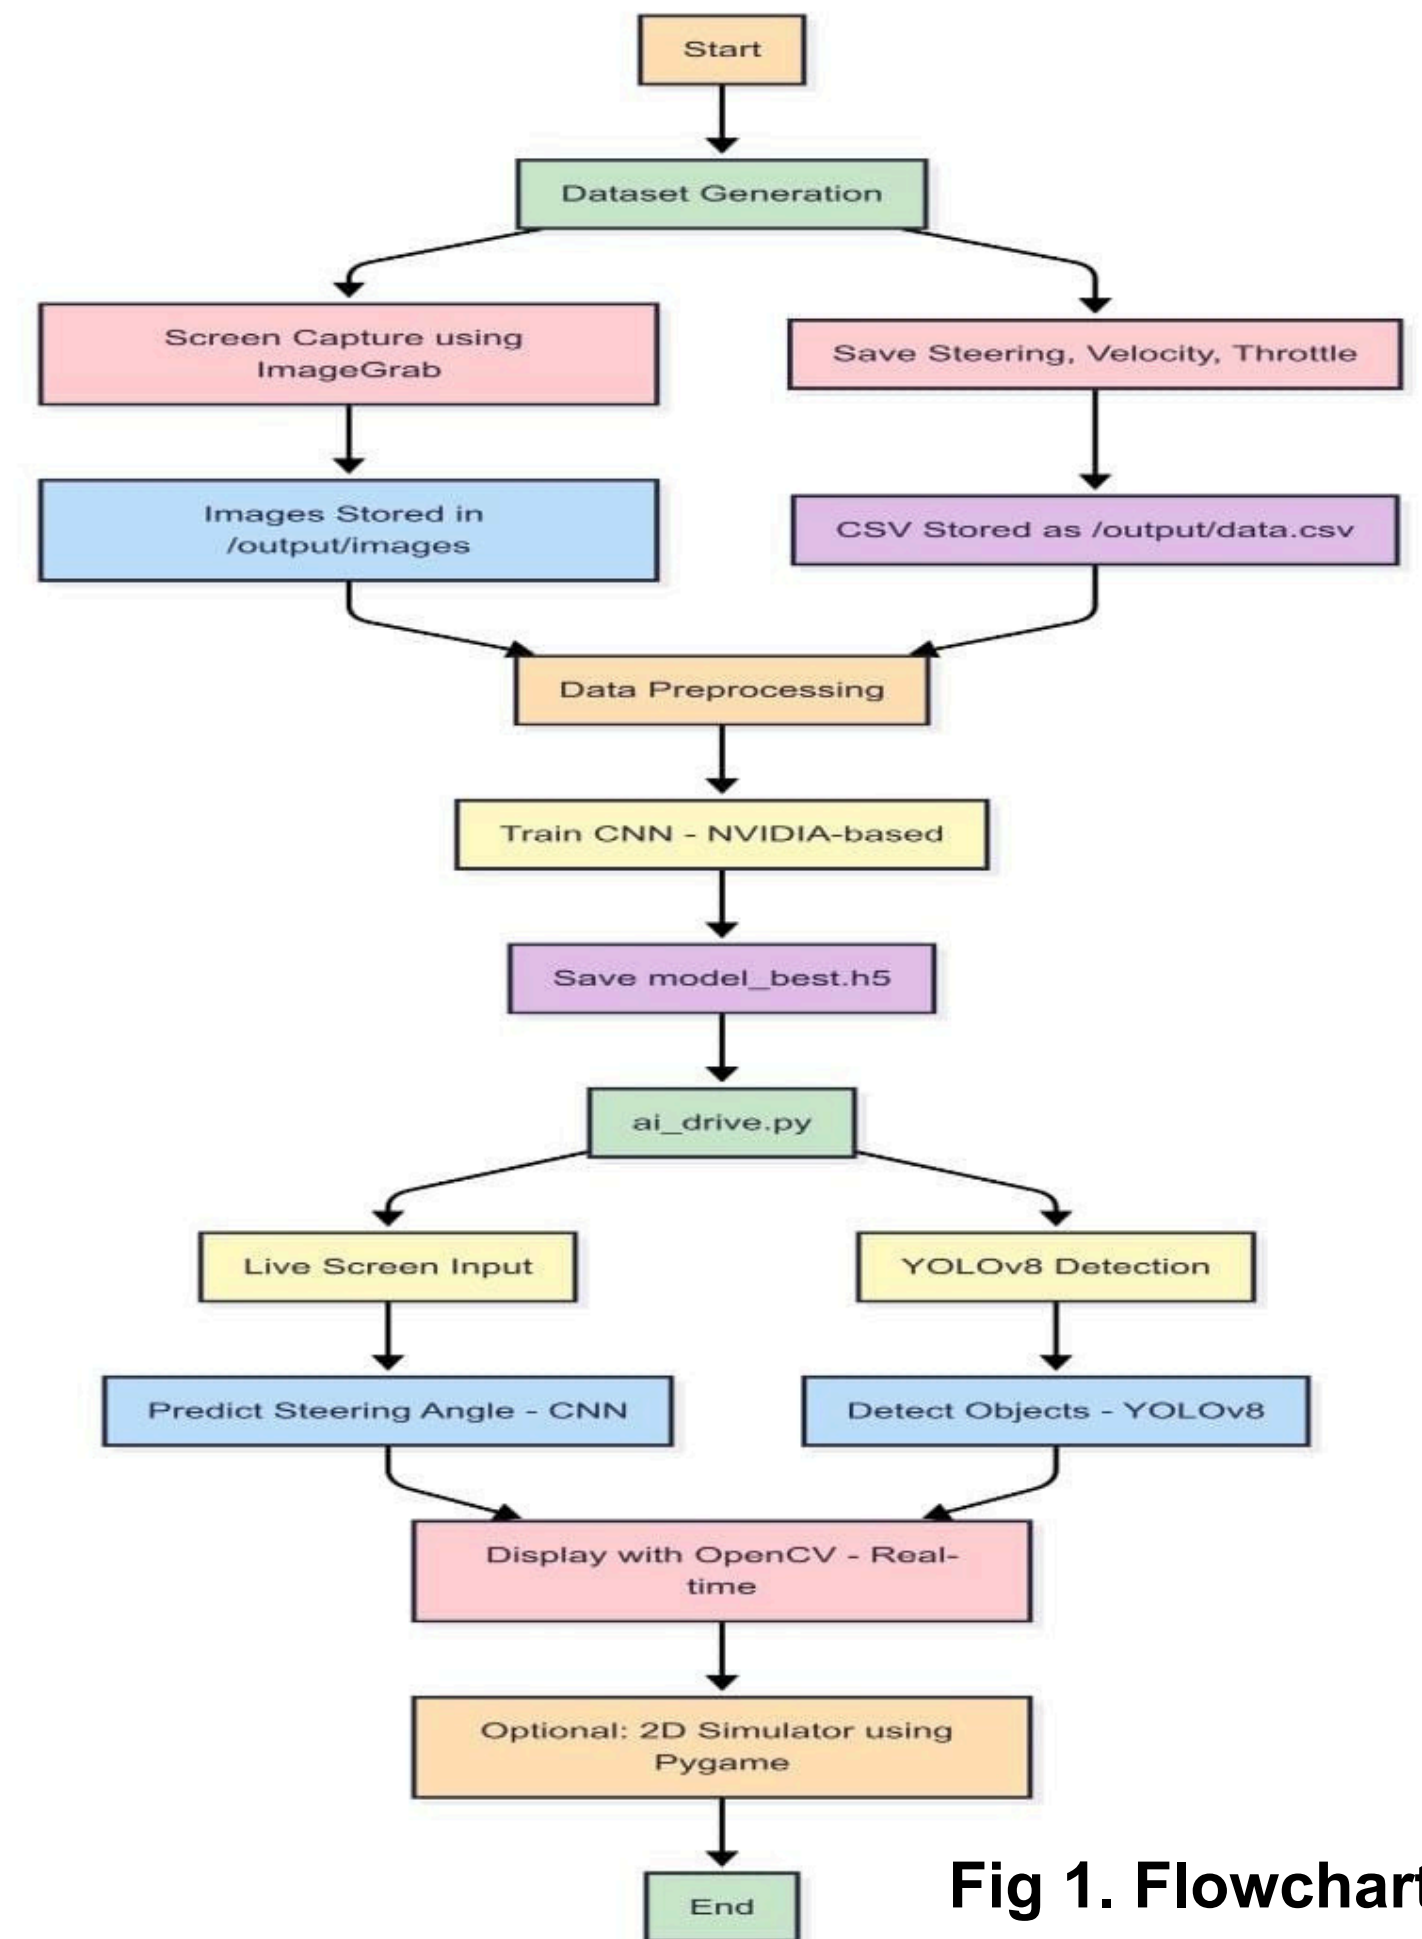 Start
Dataset Generation
Screen Capture using
ImageGrab
Save Steering, Velocity, Throttle
Images Stored in
/output/images
CSV Stored as /output/data.csv
Data Preprocessing
Train CNN - NVIDIA-based
Save model_best.h5
ai_drive.py
Live Screen Input
YOLOv8 Detection
Predict Steering Angle - CNN
Detect Objects - YOLOv8
Display with OpenCV - Real-
time
Optional: 2D Simulator using
Pygame
End
Fig 1. Flowchart